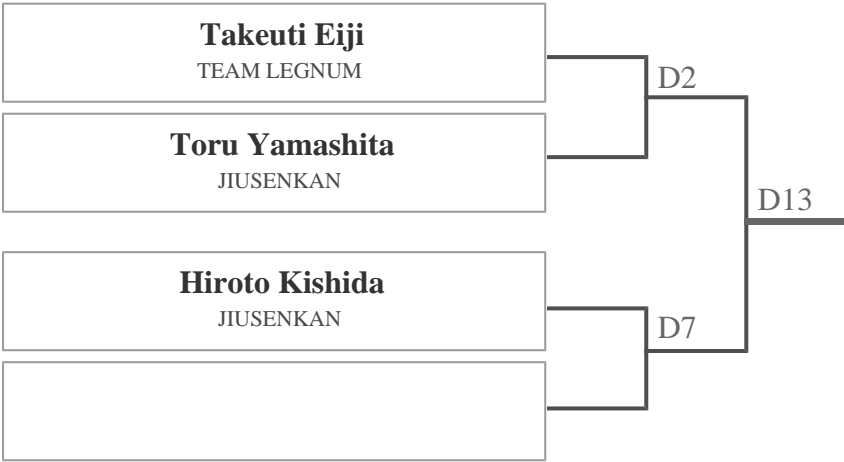 Takeuti Eiji
TEAM LEGNUM
D2
Toru Yamashita
JIUSENKAN
D13
Hiroto Kishida
JIUSENKAN
D7